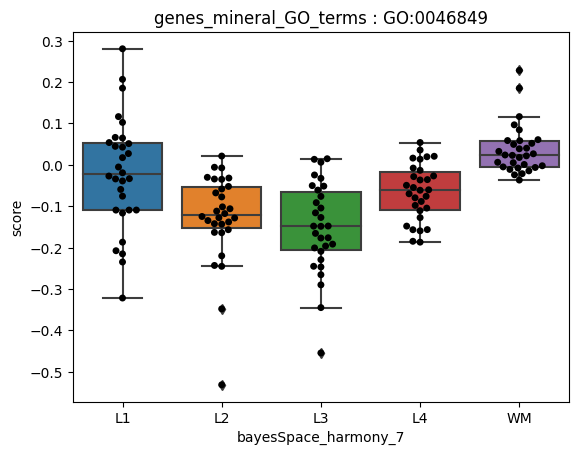 genes_mineral_GO_terms : GO:0046849
0.3
0.2
0.1
0.0
−0.1
−0.2
−0.3
−0.4
−0.5
score
L1 L2 L3 L4 WM
bayesSpace_harmony_7